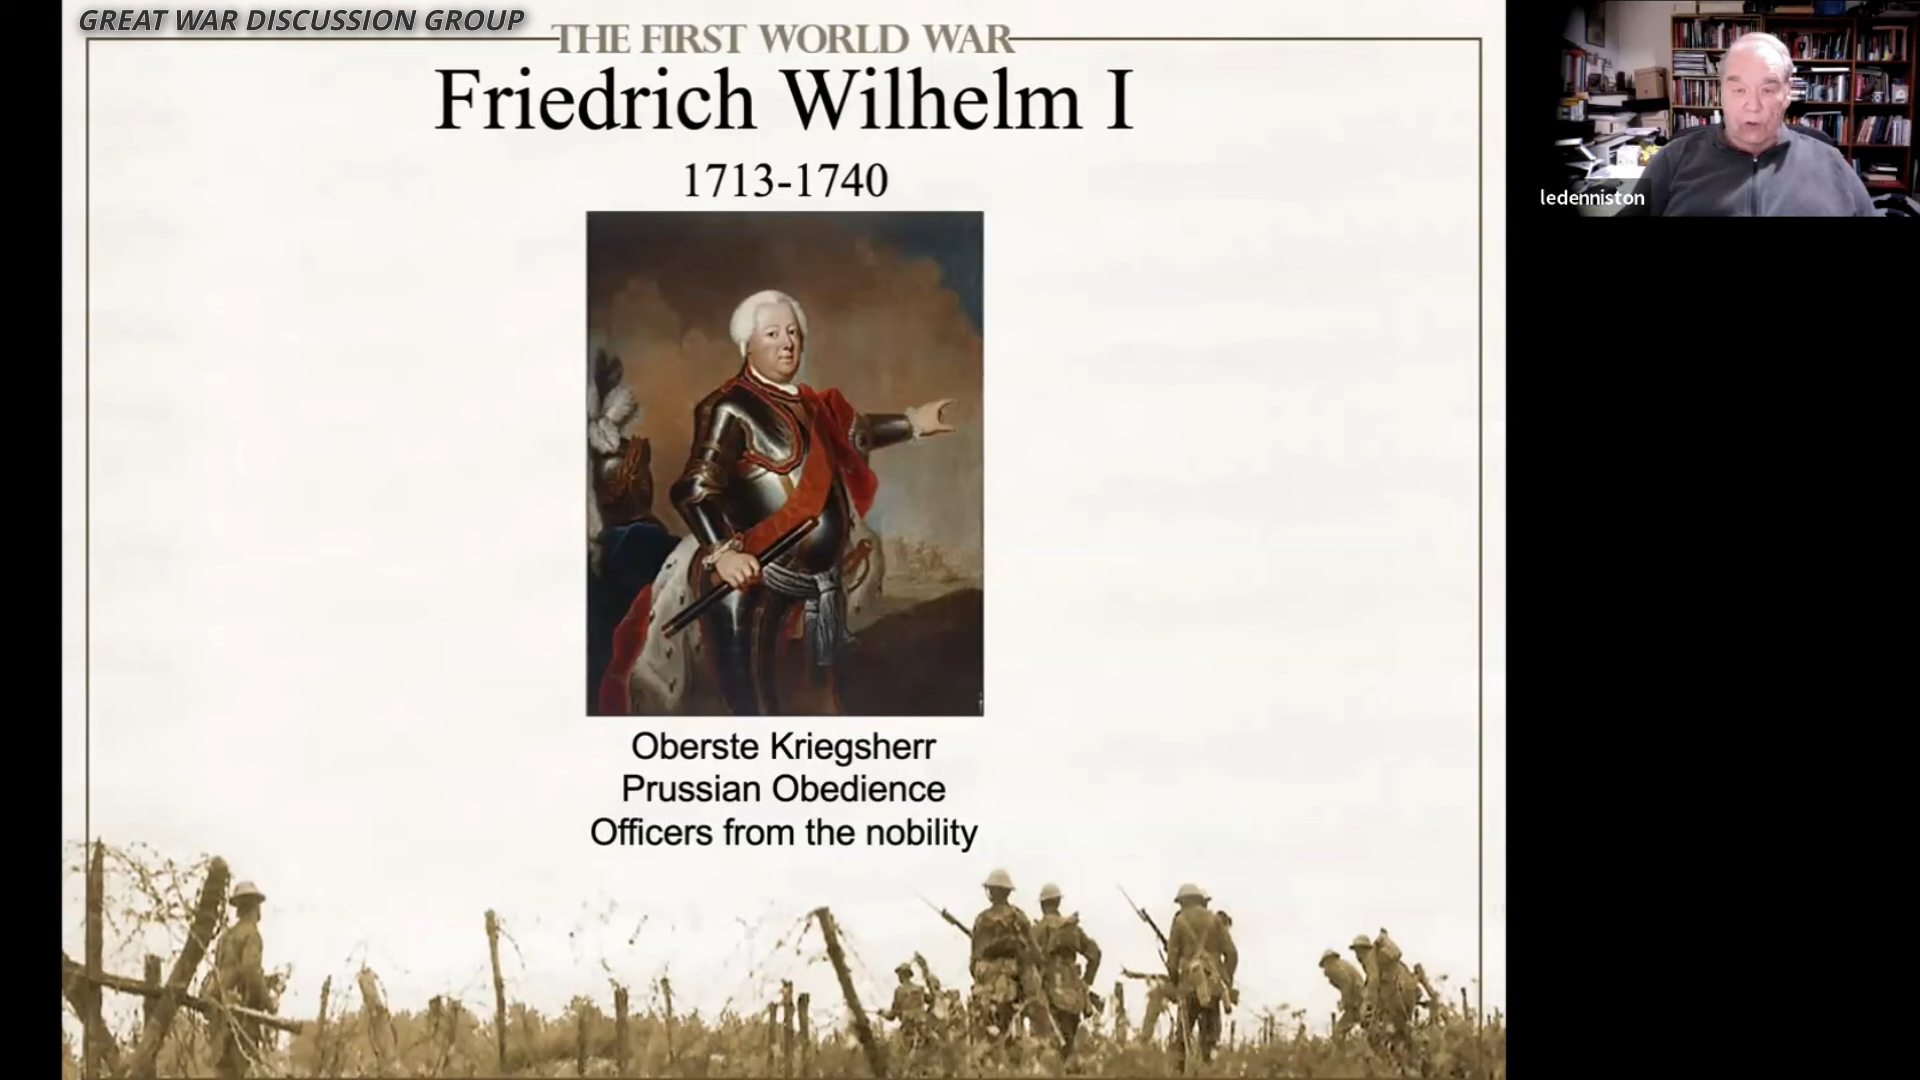 GREAT WAR DISCUSSION GROUP
THE FIRST WORLD WAR
Friedrich Wilhelm I
1713-1740
Oberste Kriegsherr
Prussian Obedience
Officers from the nobility
ledenniston